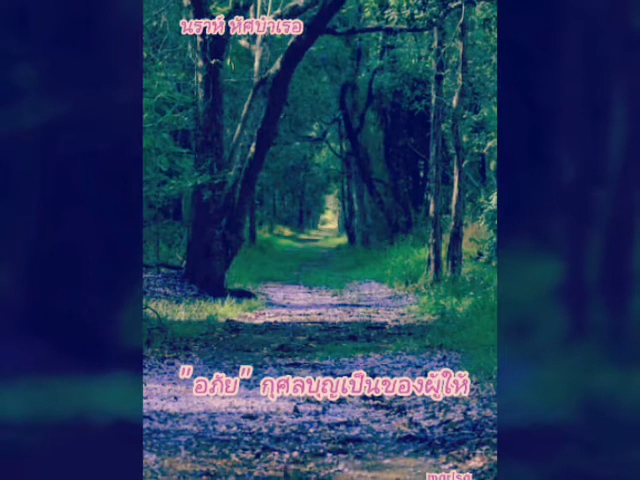 นราห์ หัศบำเรอ
"อภัย" กุศลบุญเป็นของผู้ให้
marisa